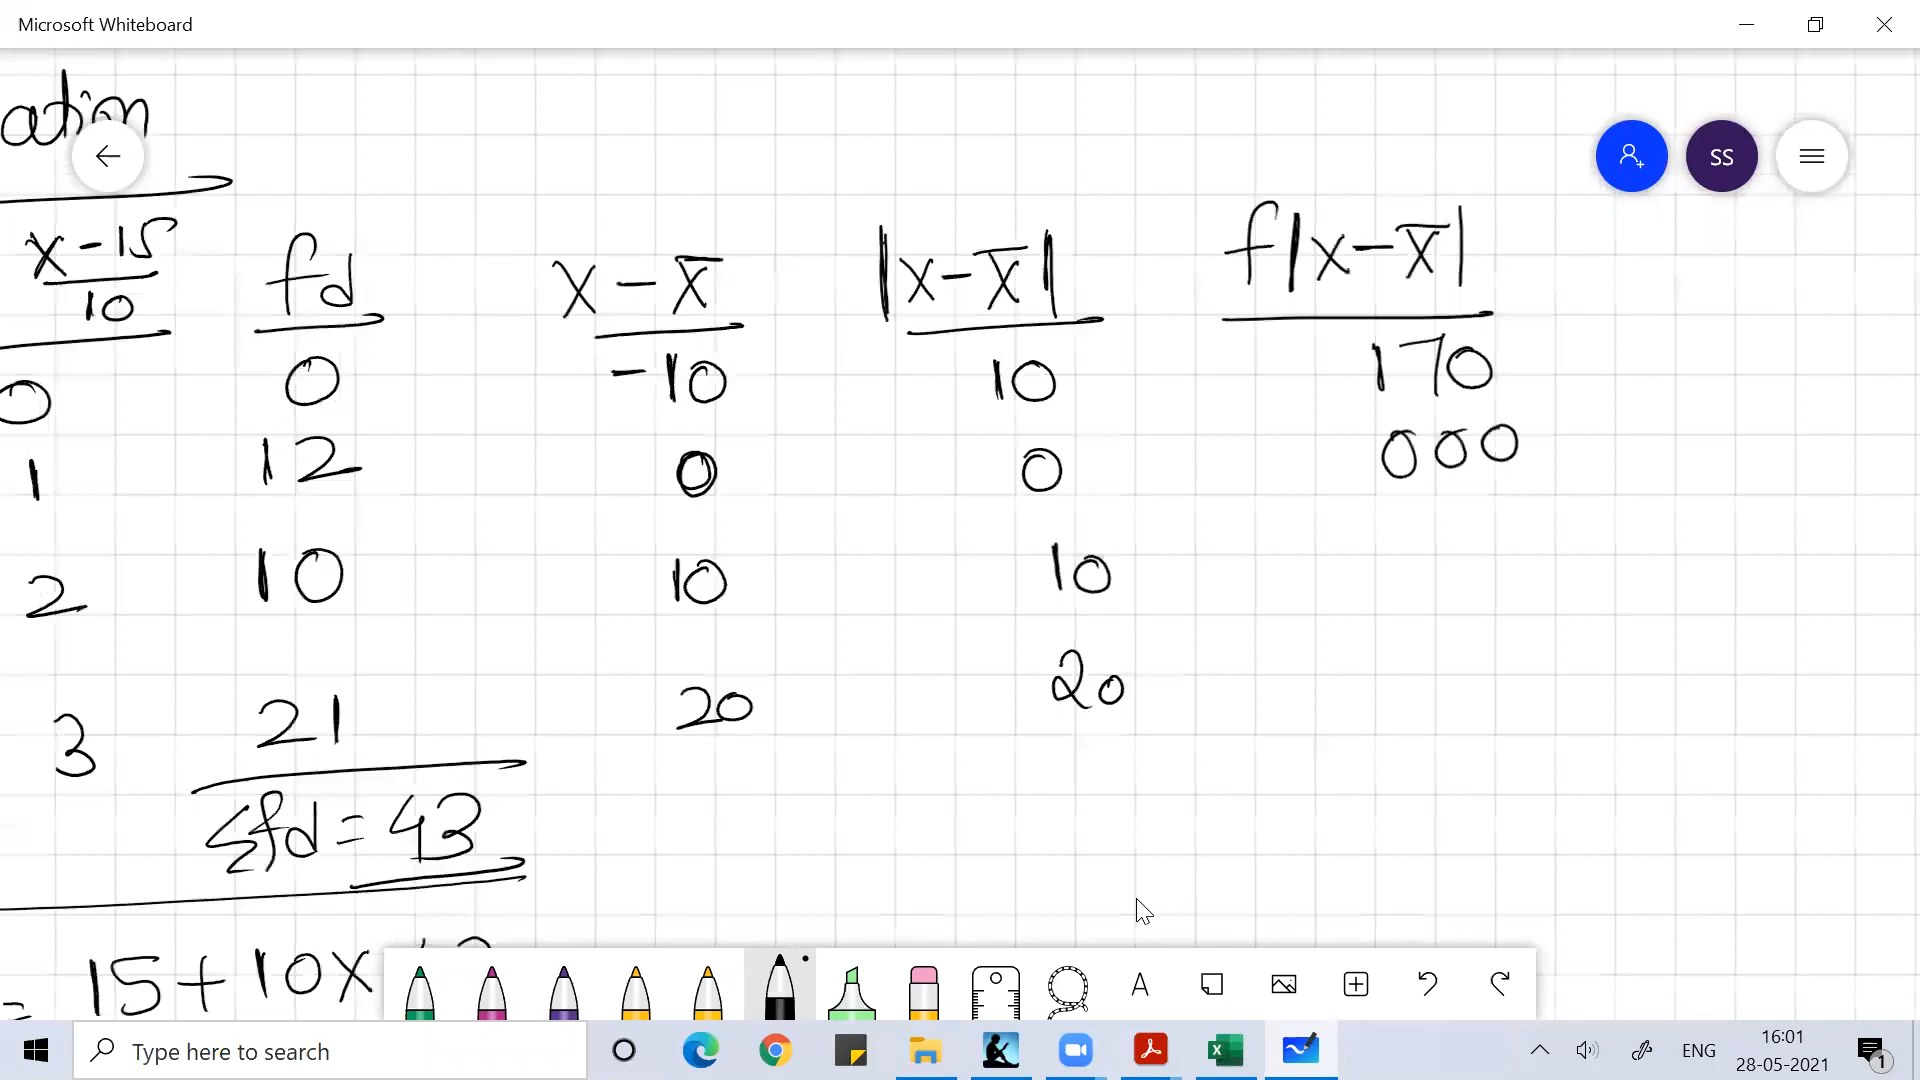 Microsoft Whiteboard
ation
SS
x-15 / 10 fd x - x̄ |x - x̄| f|x - x̄|
0 0 -10 10 170
1 12 0 0 000
2 10 10 10
3 21 20 20
Σfd = 43
= 15 + 10 x
A
Type here to search
ENG
16:01
28-05-2021
1